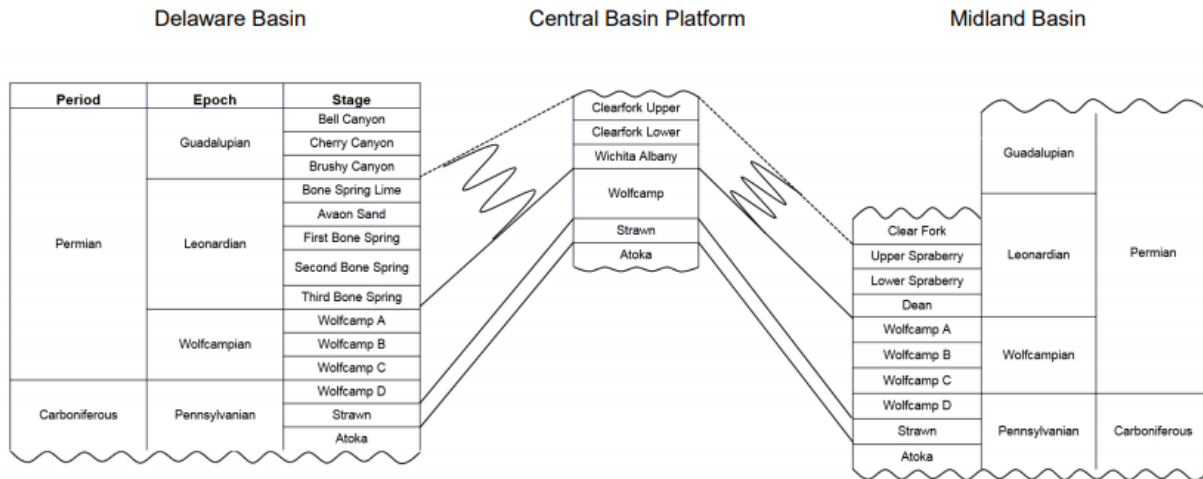 Delaware Basin
Central Basin Platform
Midland Basin
Period
Epoch
Stage
Permian
Guadalupian
Bell Canyon
Cherry Canyon
Brushy Canyon
Leonardian
Bone Spring Lime
Avaon Sand
First Bone Spring
Second Bone Spring
Third Bone Spring
Wolfcampian
Wolfcamp A
Wolfcamp B
Wolfcamp C
Carboniferous
Pennsylvanian
Wolfcamp D
Strawn
Atoka
Clearfork Upper
Clearfork Lower
Wichita Albany
Wolfcamp
Strawn
Atoka
Clear Fork
Upper Spraberry
Lower Spraberry
Dean
Wolfcamp A
Wolfcamp B
Wolfcamp C
Wolfcamp D
Strawn
Atoka
Guadalupian
Leonardian
Wolfcampian
Pennsylvanian
Permian
Carboniferous